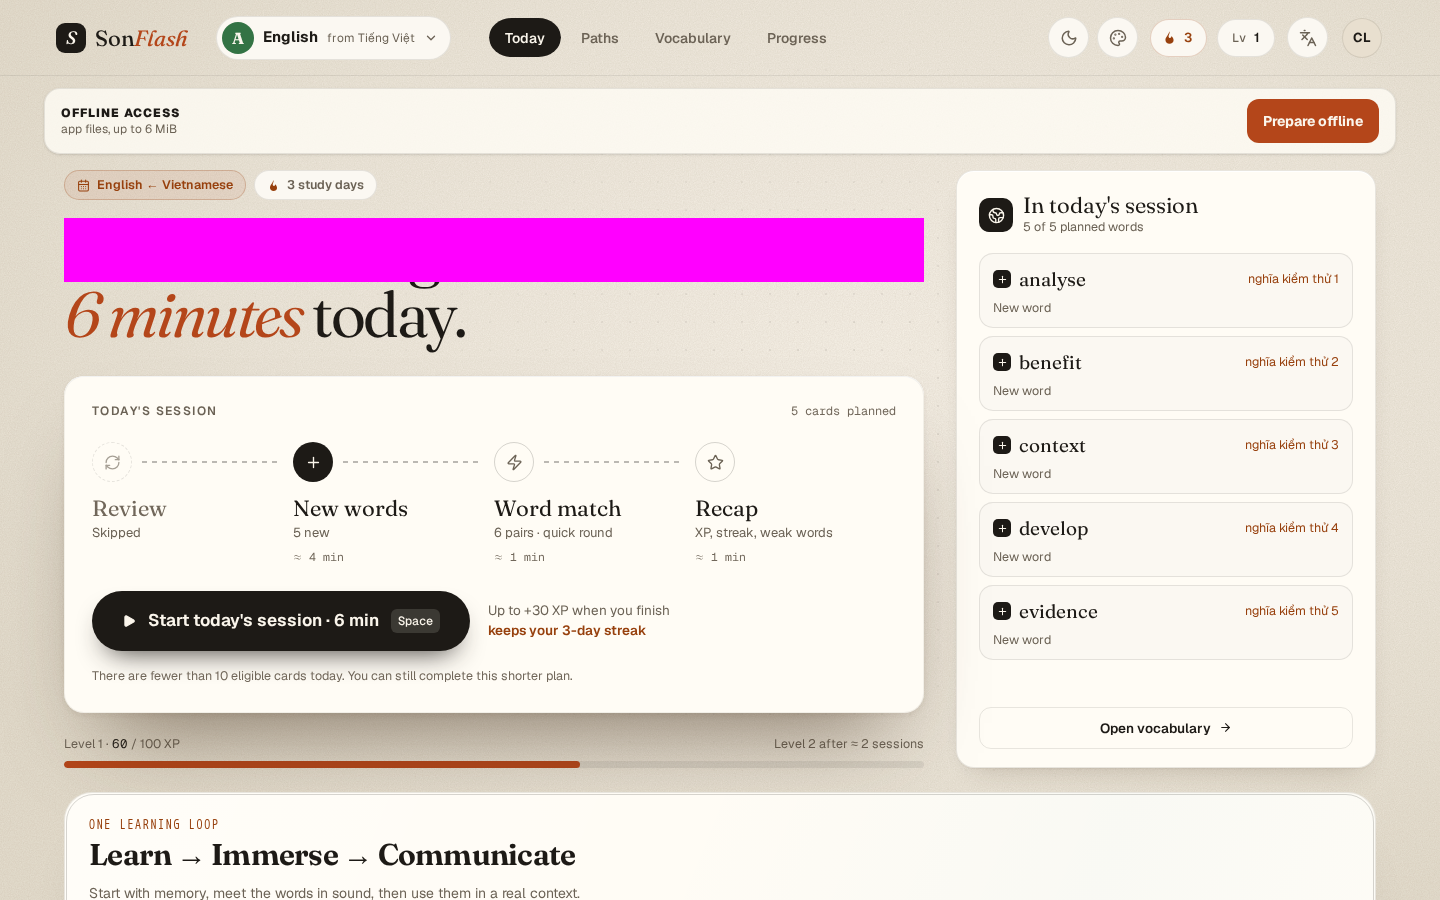 S SonFlash
A English from Tiếng Việt
Today
Paths
Vocabulary
Progress
3
Lv 1
CL
OFFLINE ACCESS
app files, up to 6 MiB
Prepare offline
English ← Vietnamese
3 study days
6 minutes today.
TODAY'S SESSION
5 cards planned
Review
Skipped
New words
5 new
≈ 4 min
Word match
6 pairs · quick round
≈ 1 min
Recap
XP, streak, weak words
≈ 1 min
Start today's session · 6 min Space
Up to +30 XP when you finish
keeps your 3-day streak
There are fewer than 10 eligible cards today. You can still complete this shorter plan.
Level 1 · 60 / 100 XP
Level 2 after ≈ 2 sessions
In today's session
5 of 5 planned words
analyse
nghĩa kiểm thử 1
New word
benefit
nghĩa kiểm thử 2
New word
context
nghĩa kiểm thử 3
New word
develop
nghĩa kiểm thử 4
New word
evidence
nghĩa kiểm thử 5
New word
Open vocabulary →
ONE LEARNING LOOP
Learn → Immerse → Communicate
Start with memory, meet the words in sound, then use them in a real context.